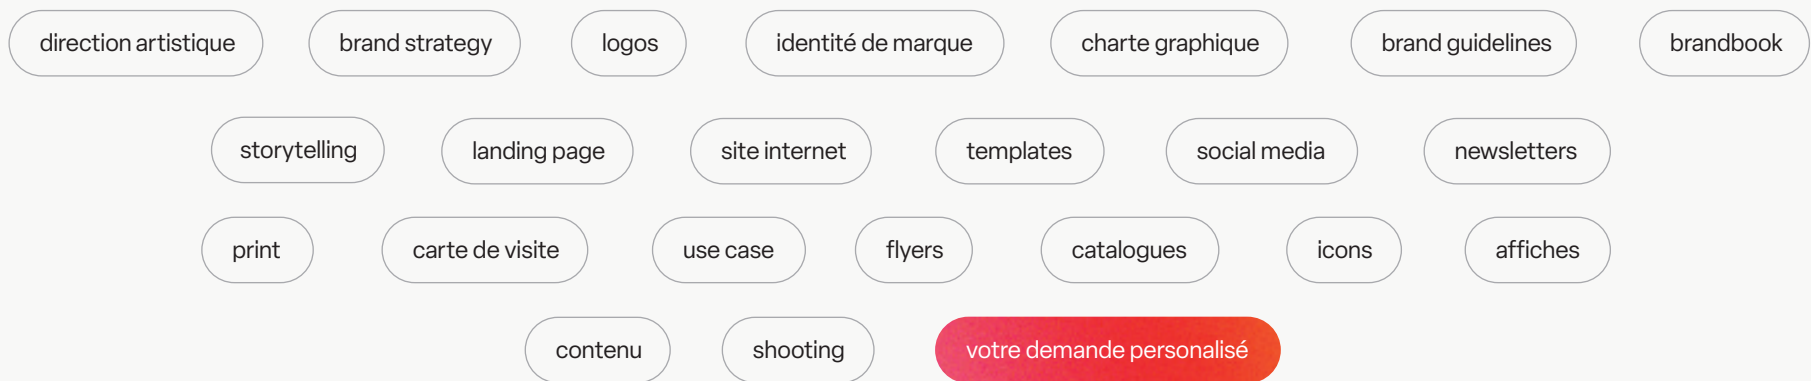 direction artistique brand strategy logos identité de marque charte graphique brand guidelines brandbook
storytelling landing page site internet templates social media newsletters
print carte de visite use case flyers catalogues icons affiches
contenu shooting votre demande personalisé